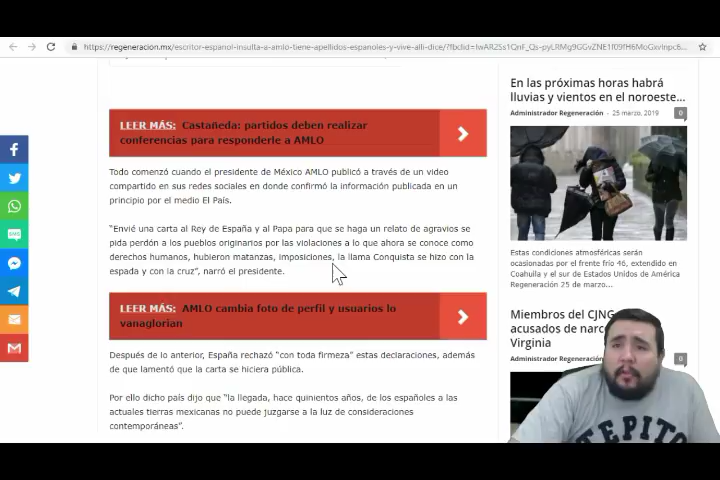 https://regeneracion.mx/escritor-espanol-insulta-a-amlo-tiene-apellidos-espanoles-y-vive-alli-dice/?fbclid=
LEER MÁS: Castañeda: partidos deben realizar
conferencias para responderle a AMLO
Todo comenzó cuando el presidente de México AMLO publicó a través de un video
compartido en sus redes sociales en donde confirmó la información publicada en un
principio por el medio El País.
“Envié una carta al Rey de España y al Papa para que se haga un relato de agravios se
pida perdón a los pueblos originarios por las violaciones a lo que ahora se conoce como
derechos humanos, hubieron matanzas, imposiciones, la llama Conquista se hizo con la
espada y con la cruz”, narró el presidente.
LEER MÁS: AMLO cambia foto de perfil y usuarios lo
vanaglorian
Después de lo anterior, España rechazó “con toda firmeza” estas declaraciones, además
de que lamentó que la carta se hiciera pública.
Por ello dicho país dijo que “la llegada, hace quinientos años, de los españoles a las
actuales tierras mexicanas no puede juzgarse a la luz de consideraciones
contemporáneas”.
En las próximas horas habrá
lluvias y vientos en el noroeste...
Administrador Regeneración - 25 marzo, 2019 0
Estas condiciones atmosféricas serán
ocasionadas por el frente frío 46, extendido en
Coahuila y el sur de Estados Unidos de América
Regeneración 25 de marzo...
Miembros del CJNG
acusados de narco
Virginia
Administrador Regeneración 0
TEPITO